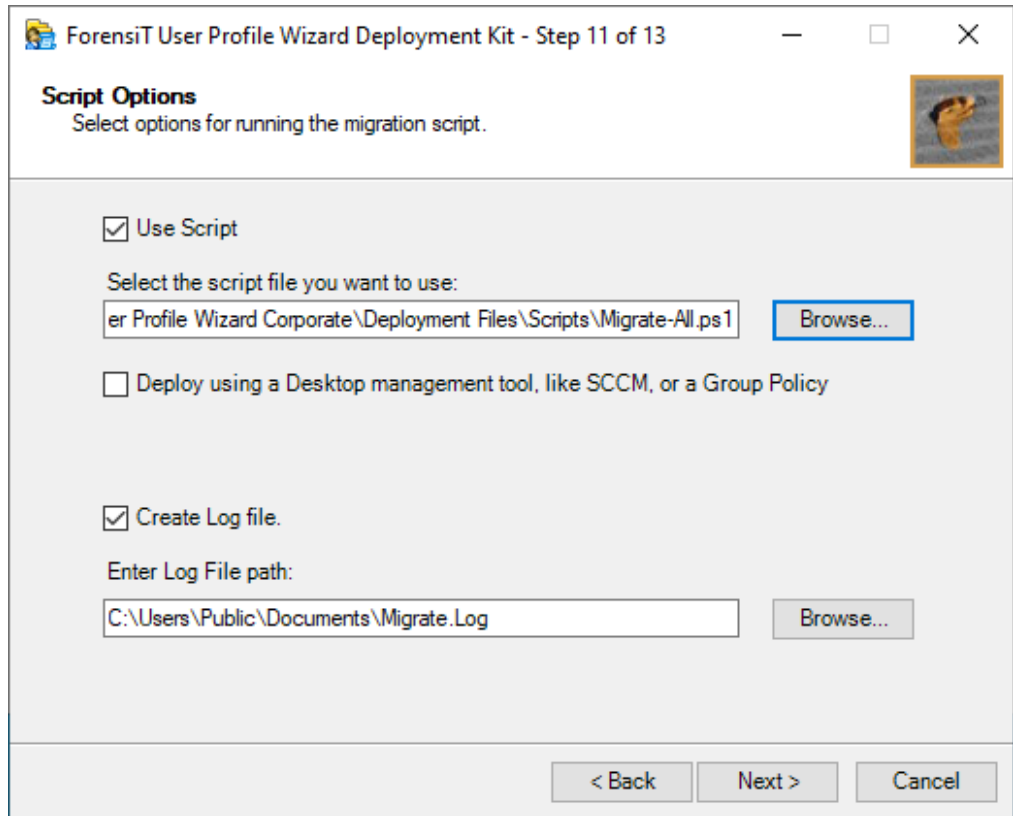 ForensiT User Profile Wizard Deployment Kit - Step 11 of 13
Script Options
Select options for running the migration script.
Use Script
Select the script file you want to use:
er Profile Wizard Corporate\Deployment Files\Scripts\Migrate-All.ps1
Browse...
Deploy using a Desktop management tool, like SCCM, or a Group Policy
Create Log file.
Enter Log File path:
C:\Users\Public\Documents\Migrate.Log
Browse...
< Back
Next >
Cancel